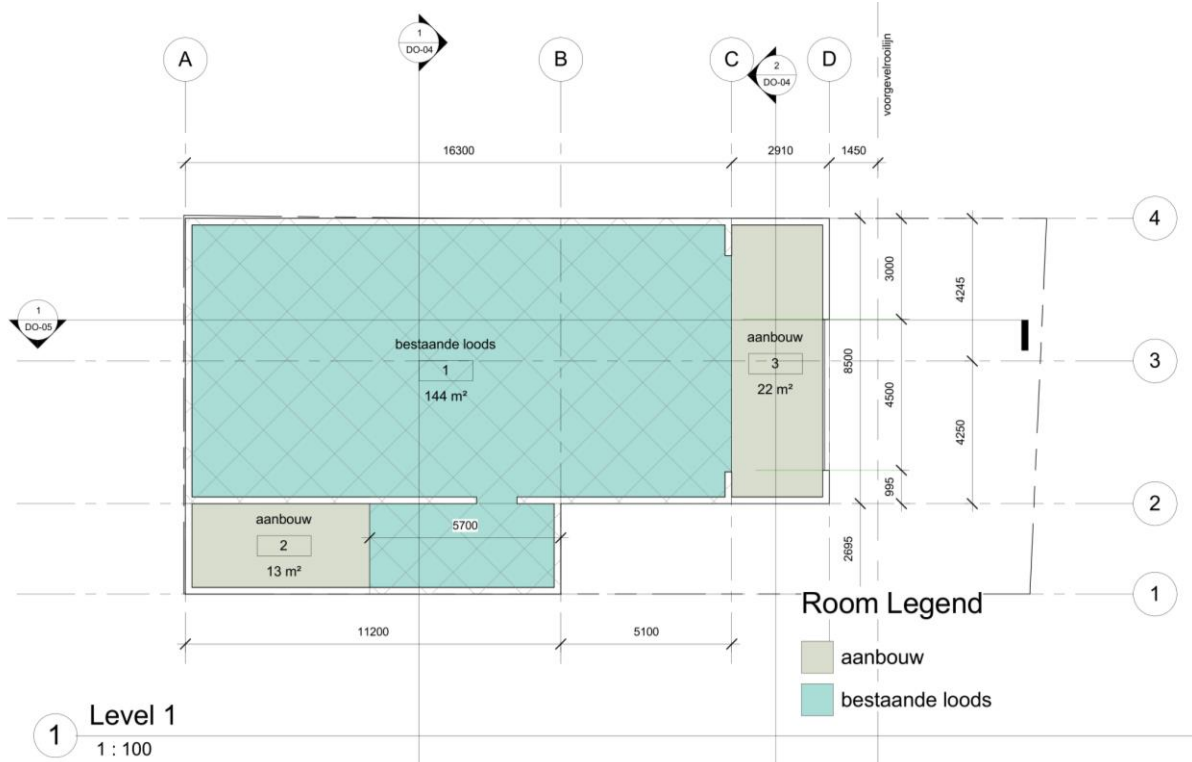 1
DO-04
A
B
C
2
DO-04
D
voorgevelrooilijn
16300
2910
1450
4
3000
4245
1
DO-05
bestaande loods
1
144 m²
aanbouw
3
22 m²
8500
4500
3
4250
995
2
aanbouw
2
13 m²
5700
2695
1
Room Legend
11200
5100
aanbouw
bestaande loods
1
Level 1
1 : 100